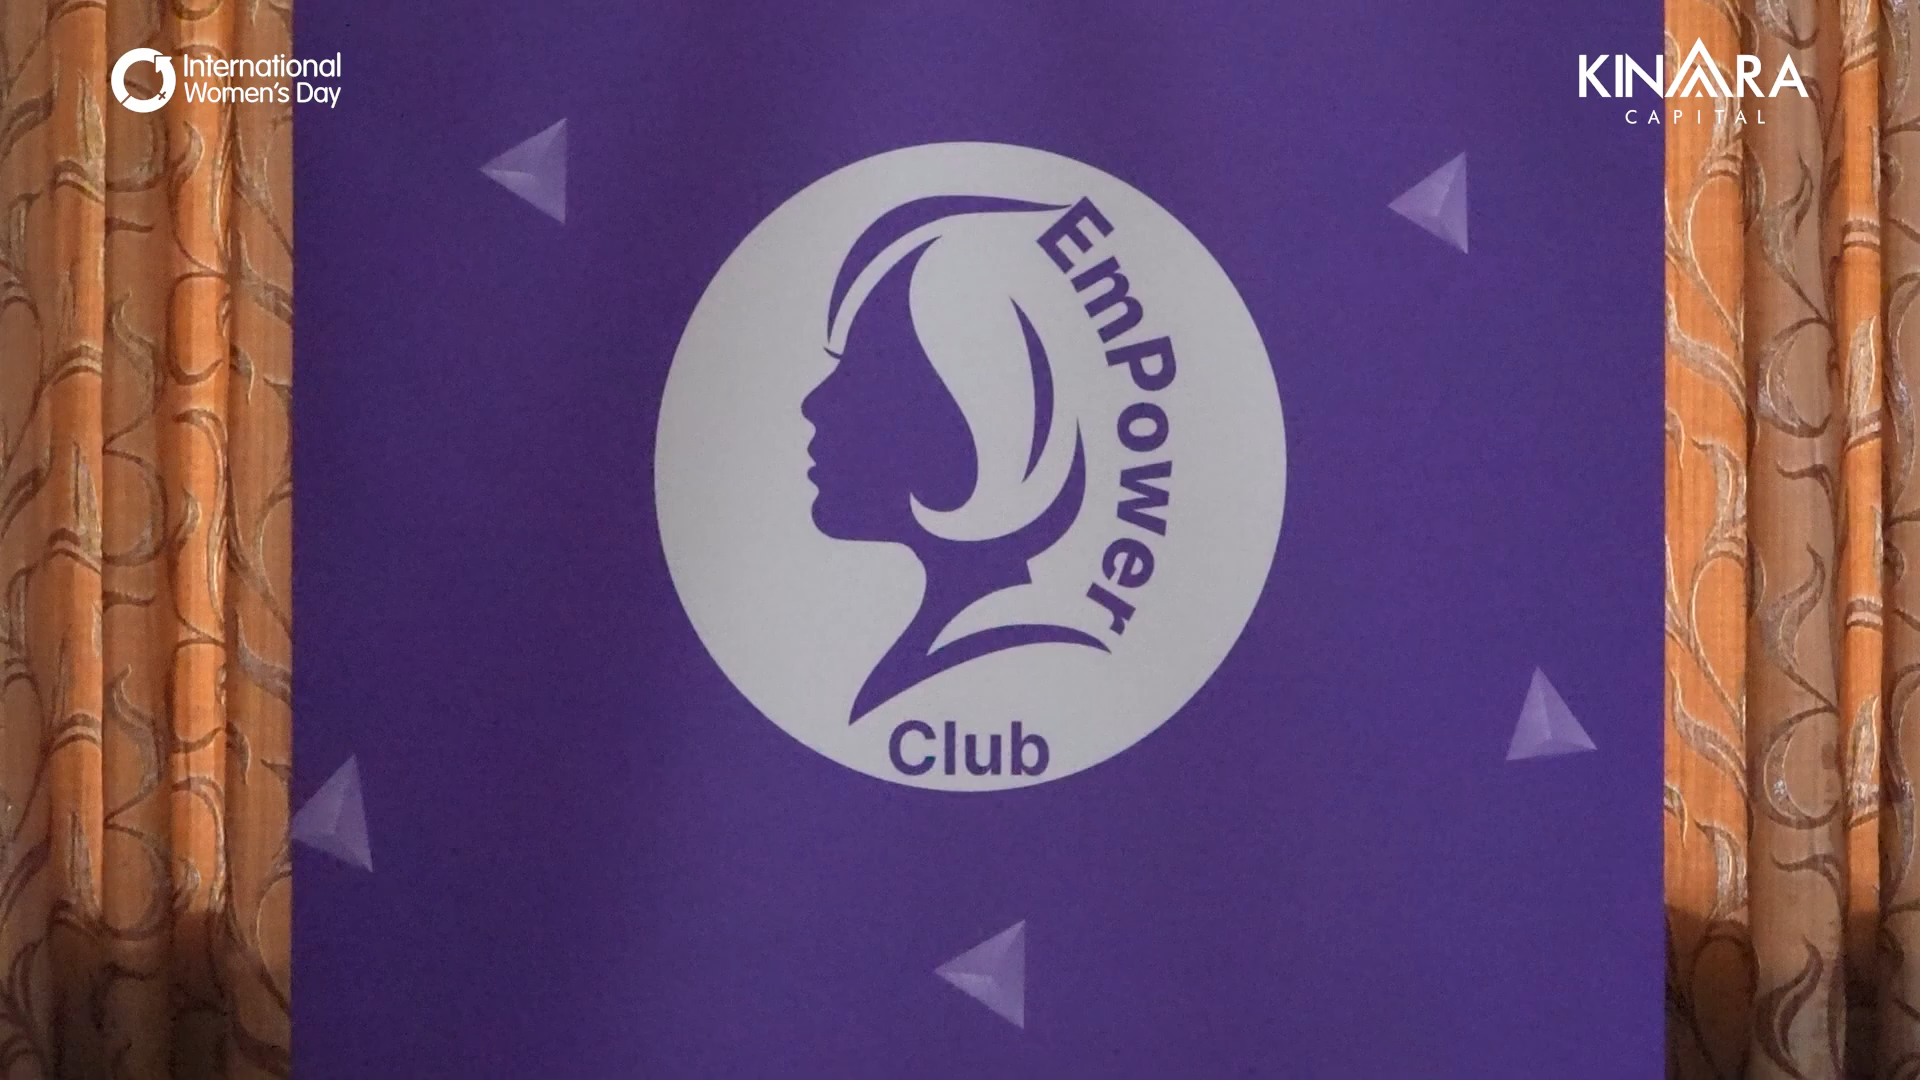 International
Women's Day
KINARA
CAPITAL
EmPower
Club